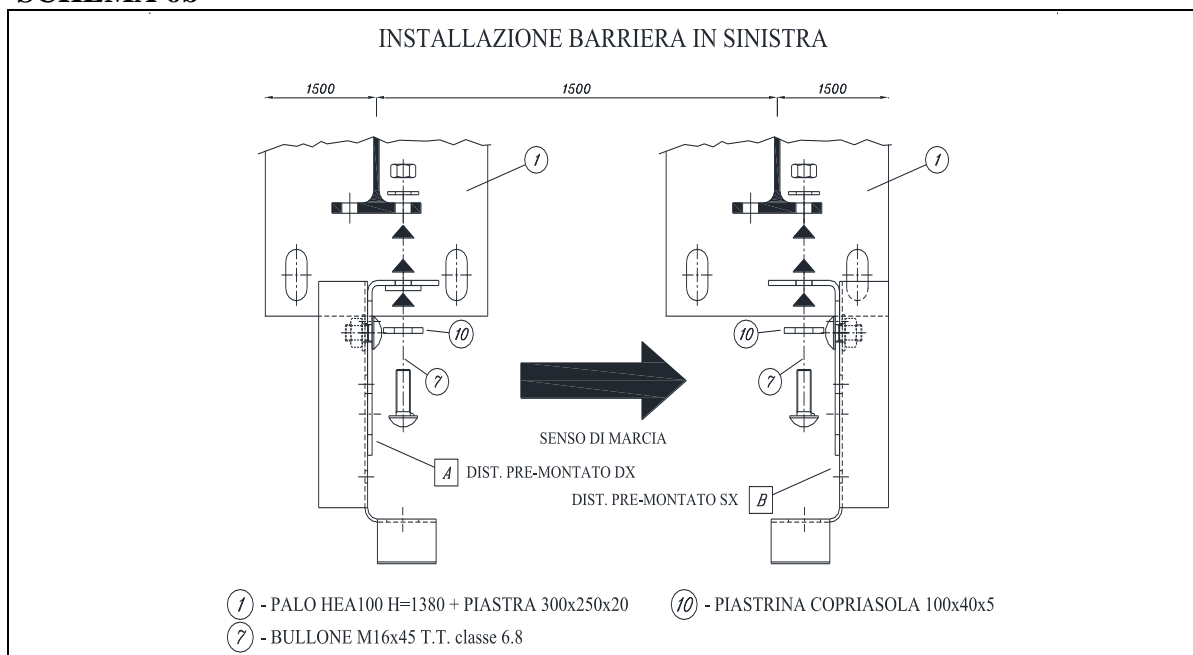 SCHEMA 6b
INSTALLAZIONE BARRIERA IN SINISTRA
1500 1500 1500
1 1
10 10
7 7
SENSO DI MARCIA
A DIST. PRE-MONTATO DX
DIST. PRE-MONTATO SX B
1 - PALO HEA100 H=1380 + PIASTRA 300x250x20
10 - PIASTRINA COPRIASOLA 100x40x5
7 - BULLONE M16x45 T.T. classe 6.8